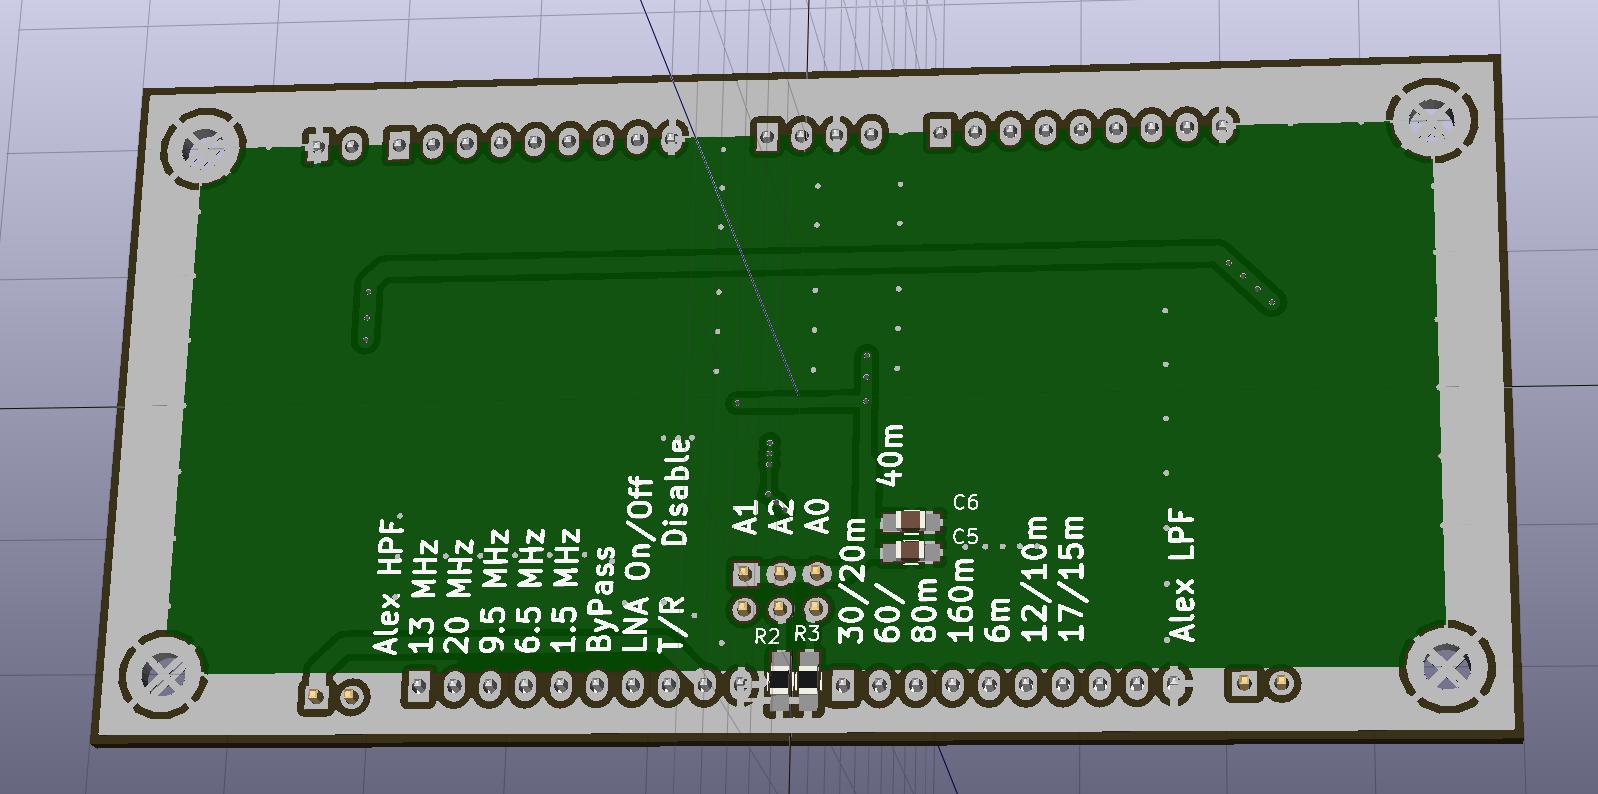 Alex HPF
13 MHz
20 MHz
9.5 MHz
6.5 MHz
1.5 MHz
ByPass
LNA On/Off
T/R Disable
A1
A2
A0
R2
R3
30/20m
60/
40m
80m
160m
6m
12/10m
17/15m
C6
C5
Alex LPF